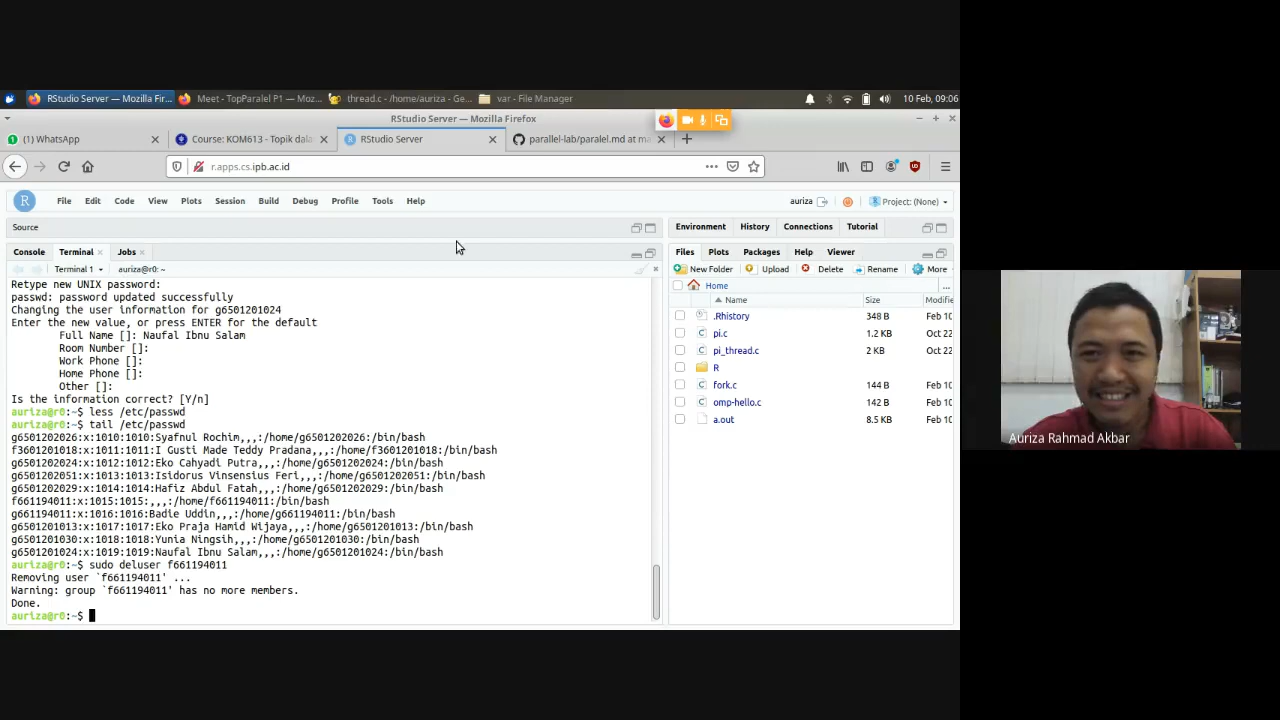 RStudio Server — Mozilla Fir...
Meet - TopParalel P1 — Moz...
thread.c - /home/auriza - Ge...
var - File Manager
10 Feb, 09:06
RStudio Server — Mozilla Firefox
(1) WhatsApp
Course: KOM613 - Topik dala
RStudio Server
parallel-lab/paralel.md at ma
r.apps.cs.ipb.ac.id
File Edit Code View Plots Session Build Debug Profile Tools Help
auriza
Project: (None)
Source
Environment History Connections Tutorial
Console Terminal Jobs
Files Plots Packages Help Viewer
Terminal 1
auriza@r0: ~
New Folder Upload Delete Rename More
Home
...
Name Size Modifie
.Rhistory 348 B Feb 10
pi.c 1.2 KB Oct 22
pi_thread.c 2 KB Oct 22
R
fork.c 144 B Feb 10
omp-hello.c 142 B Feb 10
a.out 8.5 KB Feb 10
Retype new UNIX password:
passwd: password updated successfully
Changing the user information for g6501201024
Enter the new value, or press ENTER for the default
Full Name []: Naufal Ibnu Salam
Room Number []:
Work Phone []:
Home Phone []:
Other []:
Is the information correct? [Y/n]
auriza@r0:~$ less /etc/passwd
auriza@r0:~$ tail /etc/passwd
g6501202026:x:1010:1010:Syafnul Rochim,,,:/home/g6501202026:/bin/bash
f3601201018:x:1011:1011:I Gusti Made Teddy Pradana,,,:/home/f3601201018:/bin/bash
g6501202024:x:1012:1012:Eko Cahyadi Putra,,,:/home/g6501202024:/bin/bash
g6501202051:x:1013:1013:Isidorus Vinsensius Feri,,,:/home/g6501202051:/bin/bash
g6501202029:x:1014:1014:Hafiz Abdul Fatah,,,:/home/g6501202029:/bin/bash
f661194011:x:1015:1015:,,,:/home/f661194011:/bin/bash
g661194011:x:1016:1016:Badie Uddin,,,:/home/g661194011:/bin/bash
g6501201013:x:1017:1017:Eko Praja Hamid Wijaya,,,:/home/g6501201013:/bin/bash
g6501201030:x:1018:1018:Yunia Ningsih,,,:/home/g6501201030:/bin/bash
g6501201024:x:1019:1019:Naufal Ibnu Salam,,,:/home/g6501201024:/bin/bash
auriza@r0:~$ sudo deluser f661194011
Removing user `f661194011' ...
Warning: group `f661194011' has no more members.
Done.
auriza@r0:~$
Auriza Rahmad Akbar